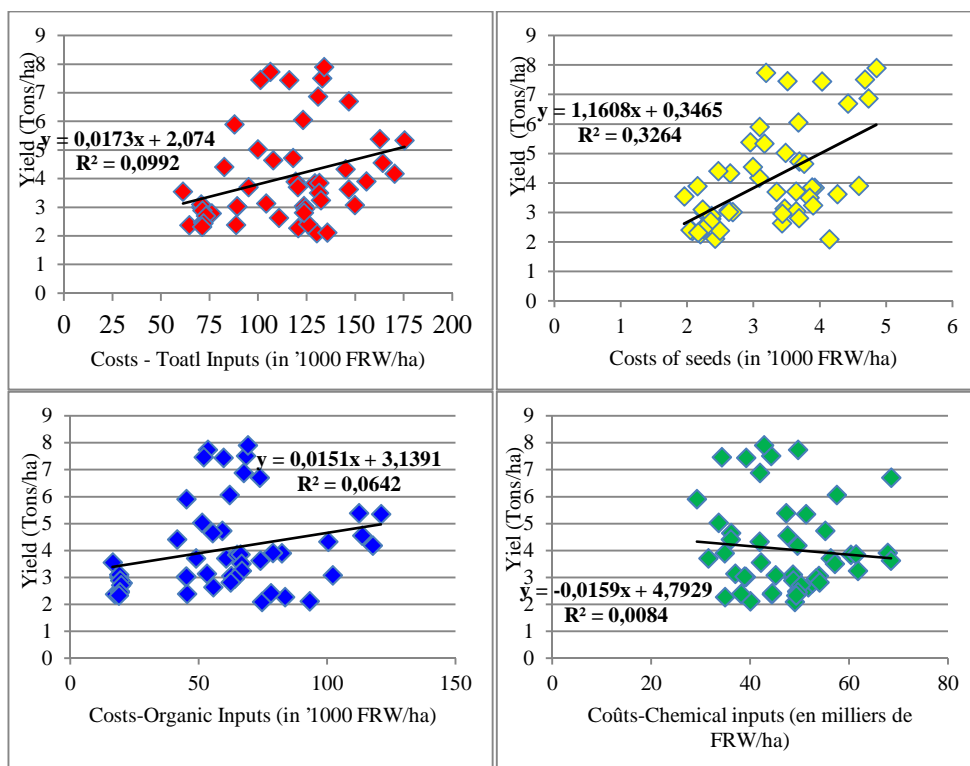 9
8
7
6
5
4
3
2
1
0
Yield (Tons/ha)
y = 0,0173x + 2,074
R² = 0,0992
0 25 50 75 100 125 150 175 200
Costs - Toatl Inputs (in '1000 FRW/ha)
9
8
7
6
5
4
3
2
1
0
Yield (Tons/ha)
y = 1,1608x + 0,3465
R² = 0,3264
0 1 2 3 4 5 6
Costs of seeds (in '1000 FRW/ha)
9
8
7
6
5
4
3
2
1
0
Yield (Tons/ha)
y = 0,0151x + 3,1391
R² = 0,0642
0 50 100 150
Costs-Organic Inputs (in '1000 FRW/ha)
9
8
7
6
5
4
3
2
1
0
Yiel (Tons/ha)
y = -0,0159x + 4,7929
R² = 0,0084
0 20 40 60 80
Coûts-Chemical inputs (en milliers de
FRW/ha)